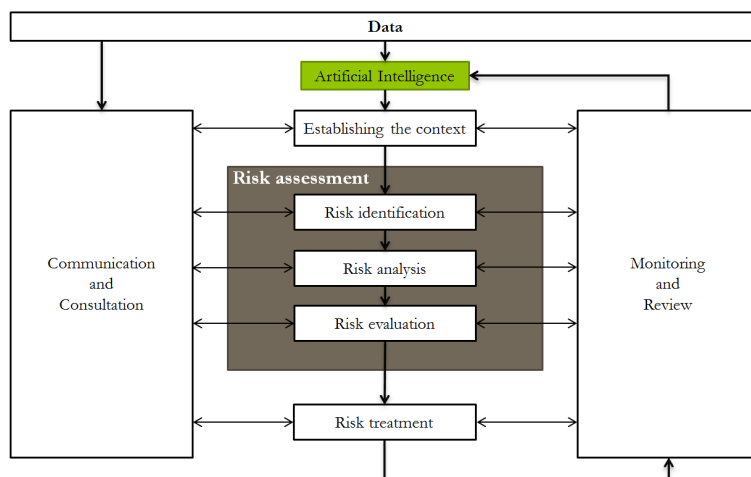 Data
Artificial Intelligence
Establishing the context
Risk assessment
Risk identification
Risk analysis
Risk evaluation
Risk treatment
Communication
and
Consultation
Monitoring
and
Review